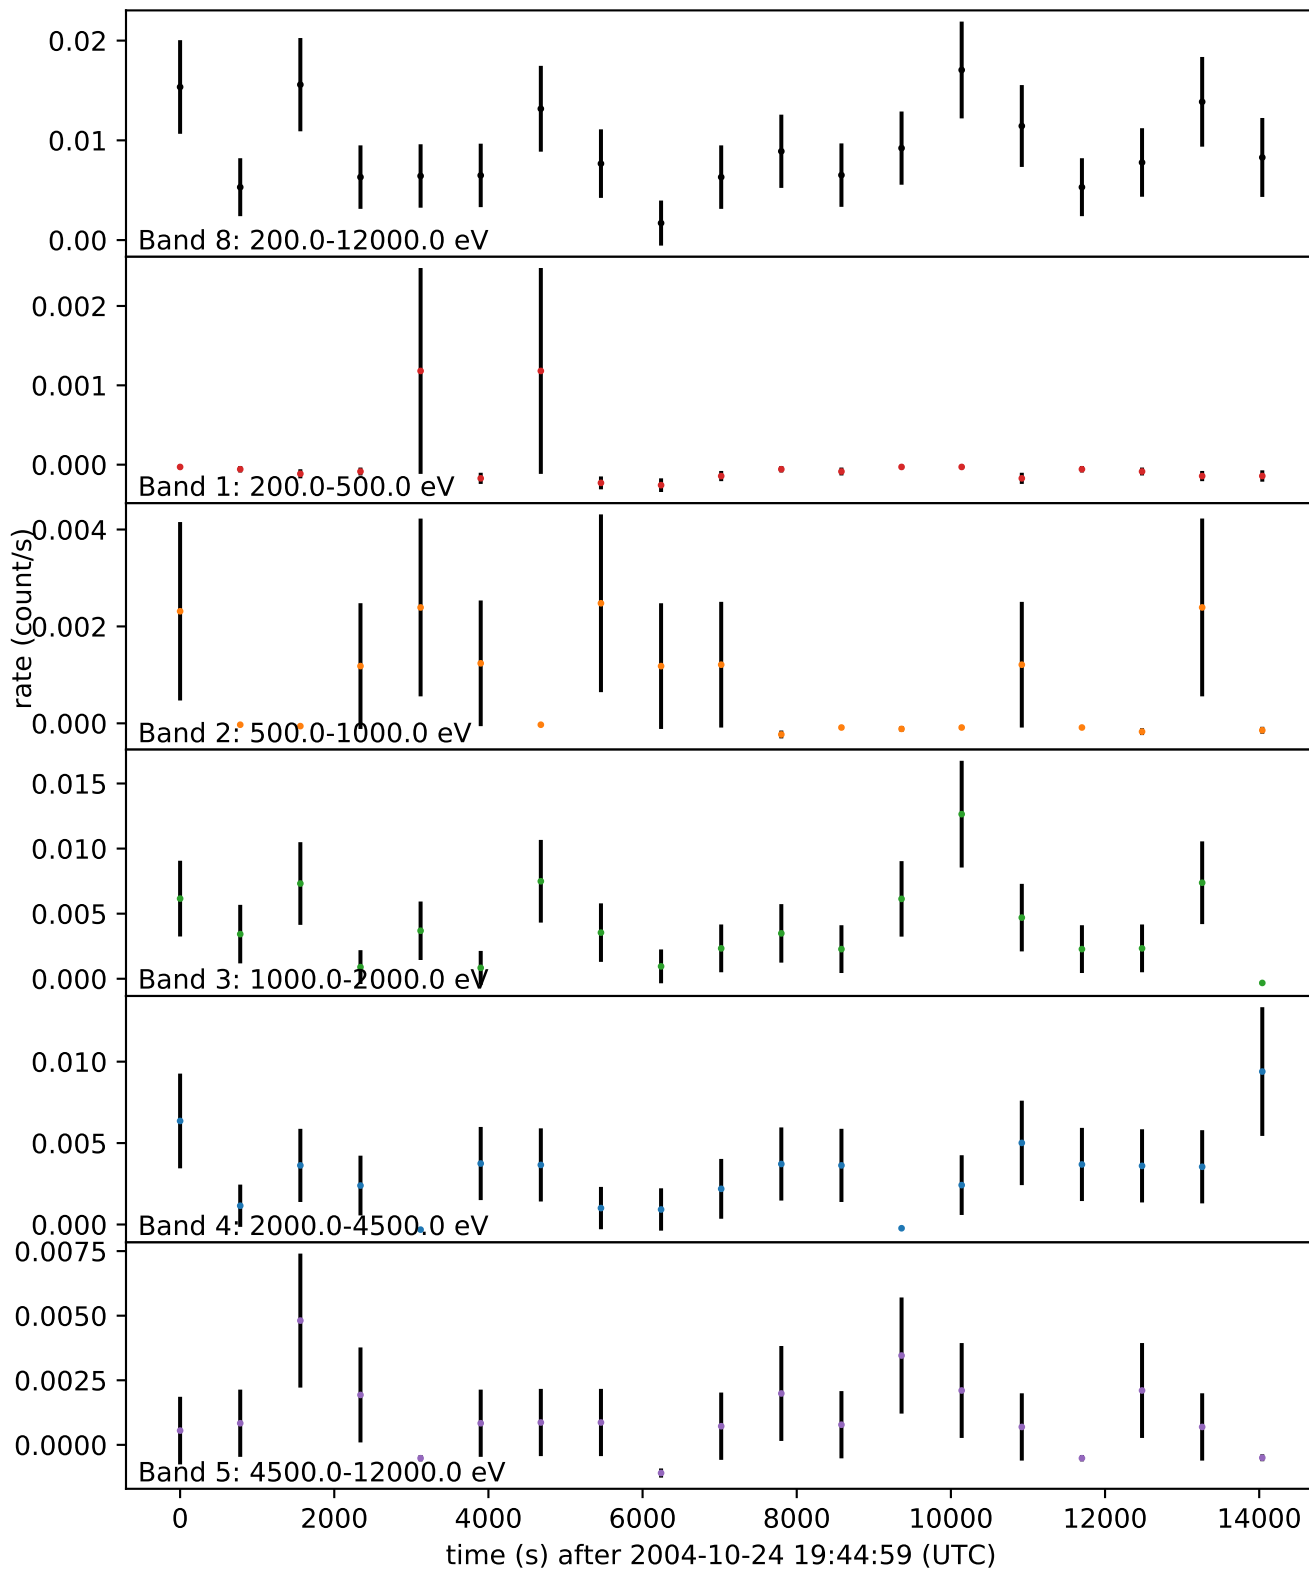 0.02
0.01
0.00
Band 8: 200.0-12000.0 eV
0.002
0.001
0.000
Band 1: 200.0-500.0 eV
rate (count/s)
0.004
0.002
0.000
Band 2: 500.0-1000.0 eV
0.015
0.010
0.005
0.000
Band 3: 1000.0-2000.0 eV
0.010
0.005
0.000
Band 4: 2000.0-4500.0 eV
0.0075
0.0050
0.0025
0.0000
Band 5: 4500.0-12000.0 eV
0 2000 4000 6000 8000 10000 12000 14000
time (s) after 2004-10-24 19:44:59 (UTC)